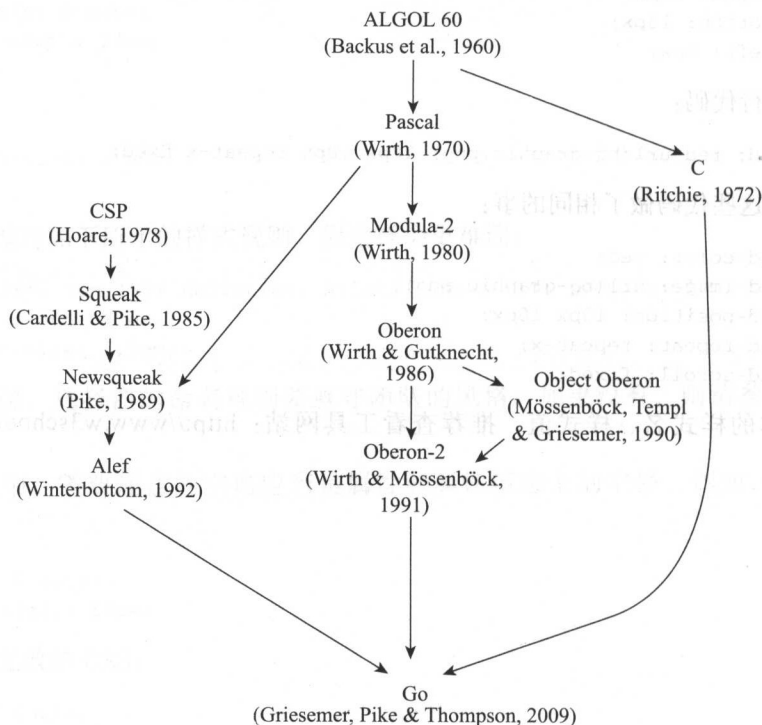 ALGOL 60
(Backus et al., 1960)
Pascal
(Wirth, 1970)
C
(Ritchie, 1972)
CSP
(Hoare, 1978)
Modula-2
(Wirth, 1980)
Squeak
(Cardelli & Pike, 1985)
Oberon
(Wirth & Gutknecht,
1986)
Newsqueak
(Pike, 1989)
Object Oberon
(Mössenböck, Templ
& Griesemer, 1990)
Oberon-2
(Wirth & Mössenböck,
1991)
Alef
(Winterbottom, 1992)
Go
(Griesemer, Pike & Thompson, 2009)